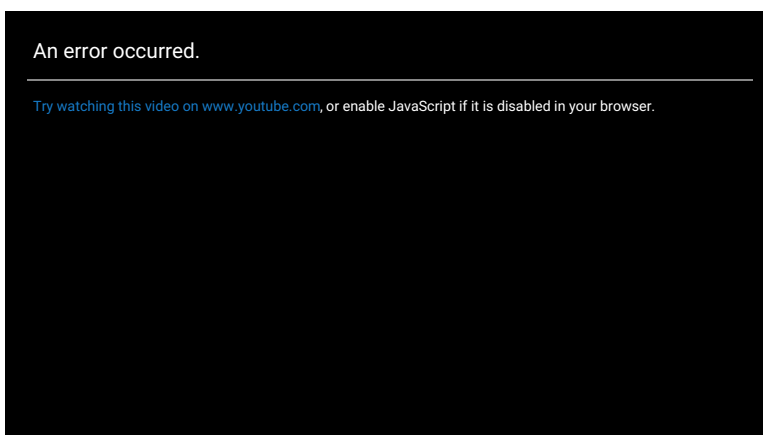 An error occurred.
Try watching this video on www.youtube.com, or enable JavaScript if it is disabled in your browser.